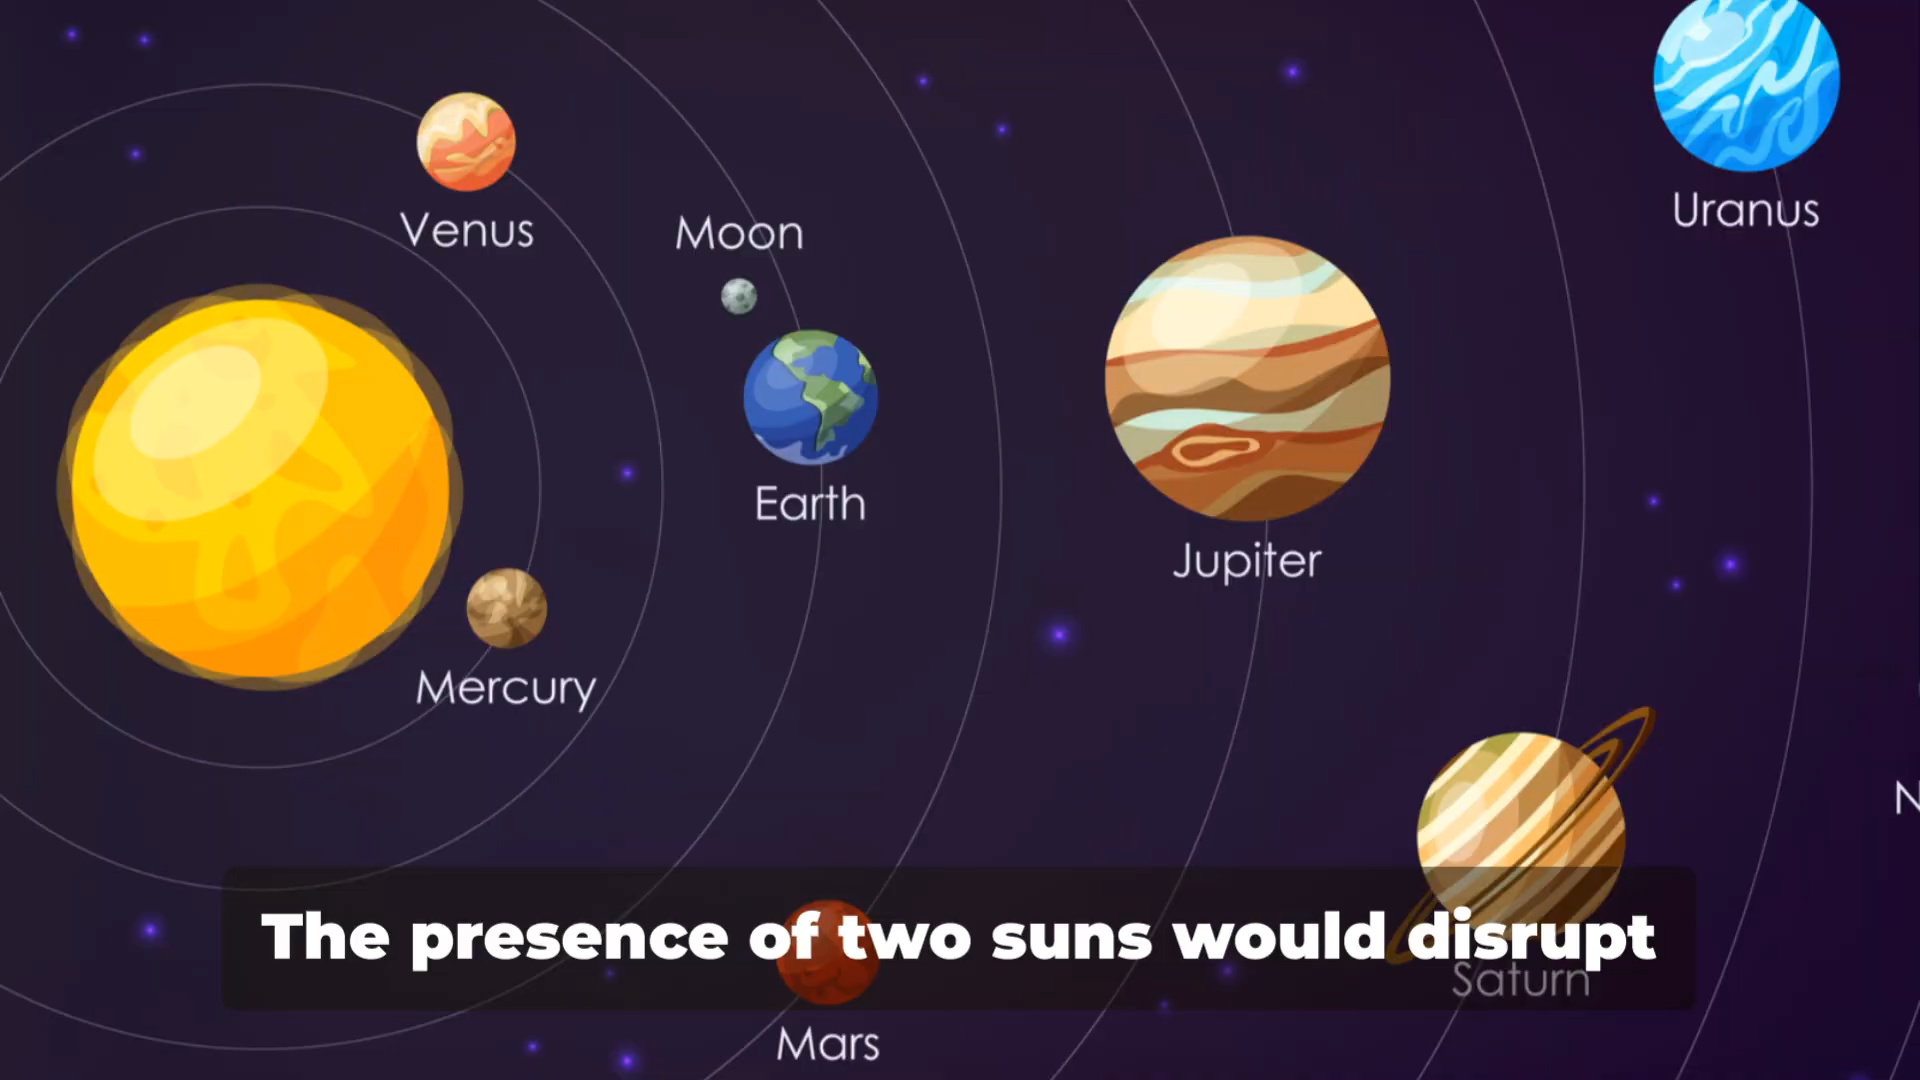 Uranus
Venus
Moon
Earth
Jupiter
Mercury
N
The presence of two suns would disrupt
Saturn
Mars